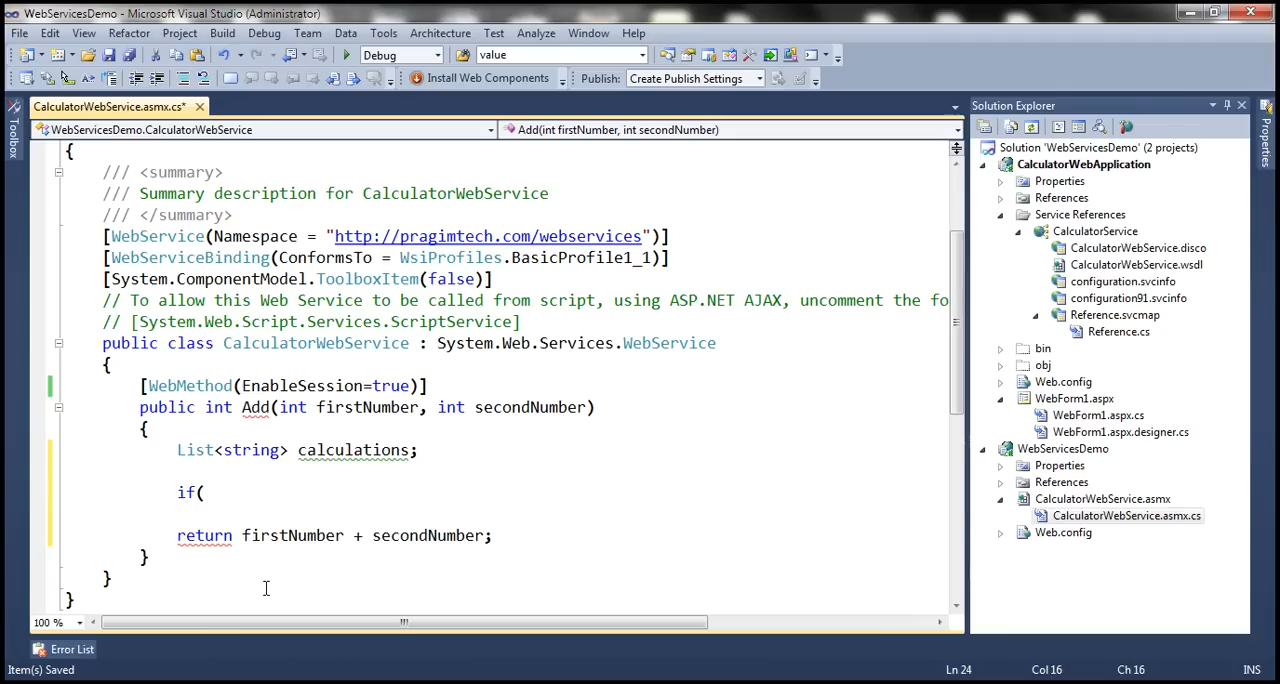 WebServicesDemo - Microsoft Visual Studio (Administrator)
File Edit View Refactor Project Build Debug Team Data Tools Architecture Test Analyze Window Help
Debug value
Install Web Components Publish: Create Publish Settings
Toolbox
CalculatorWebService.asmx.cs*
WebServicesDemo.CalculatorWebService Add(int firstNumber, int secondNumber)
{
/// <summary>
/// Summary description for CalculatorWebService
/// </summary>
[WebService(Namespace = "http://pragimtech.com/webservices")]
[WebServiceBinding(ConformsTo = WsiProfiles.BasicProfile1_1)]
[System.ComponentModel.ToolboxItem(false)]
// To allow this Web Service to be called from script, using ASP.NET AJAX, uncomment the fo
// [System.Web.Script.Services.ScriptService]
public class CalculatorWebService : System.Web.Services.WebService
{
[WebMethod(EnableSession=true)]
public int Add(int firstNumber, int secondNumber)
{
List<string> calculations;
if(
return firstNumber + secondNumber;
}
}
}
100 %
Error List
Item(s) Saved Ln 24 Col 16 Ch 16 INS
Solution Explorer
Solution 'WebServicesDemo' (2 projects)
CalculatorWebApplication
Properties
References
Service References
CalculatorService
CalculatorWebService.disco
CalculatorWebService.wsdl
configuration.svcinfo
configuration91.svcinfo
Reference.svcmap
Reference.cs
bin
obj
Web.config
WebForm1.aspx
WebForm1.aspx.cs
WebForm1.aspx.designer.cs
WebServicesDemo
Properties
References
CalculatorWebService.asmx
CalculatorWebService.asmx.cs
Web.config
Properties